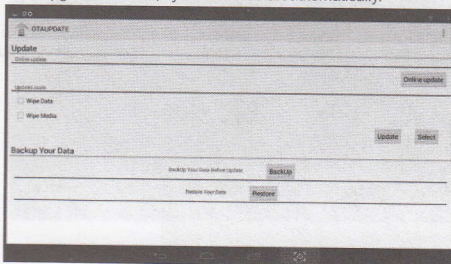 OTAUPDATE
Update
Online update
Online update
Update Local
Wipe Data
Wipe Media
Update Select
Backup Your Data
BackUp Your Data Before Update BackUp
Restore Your Data Restore